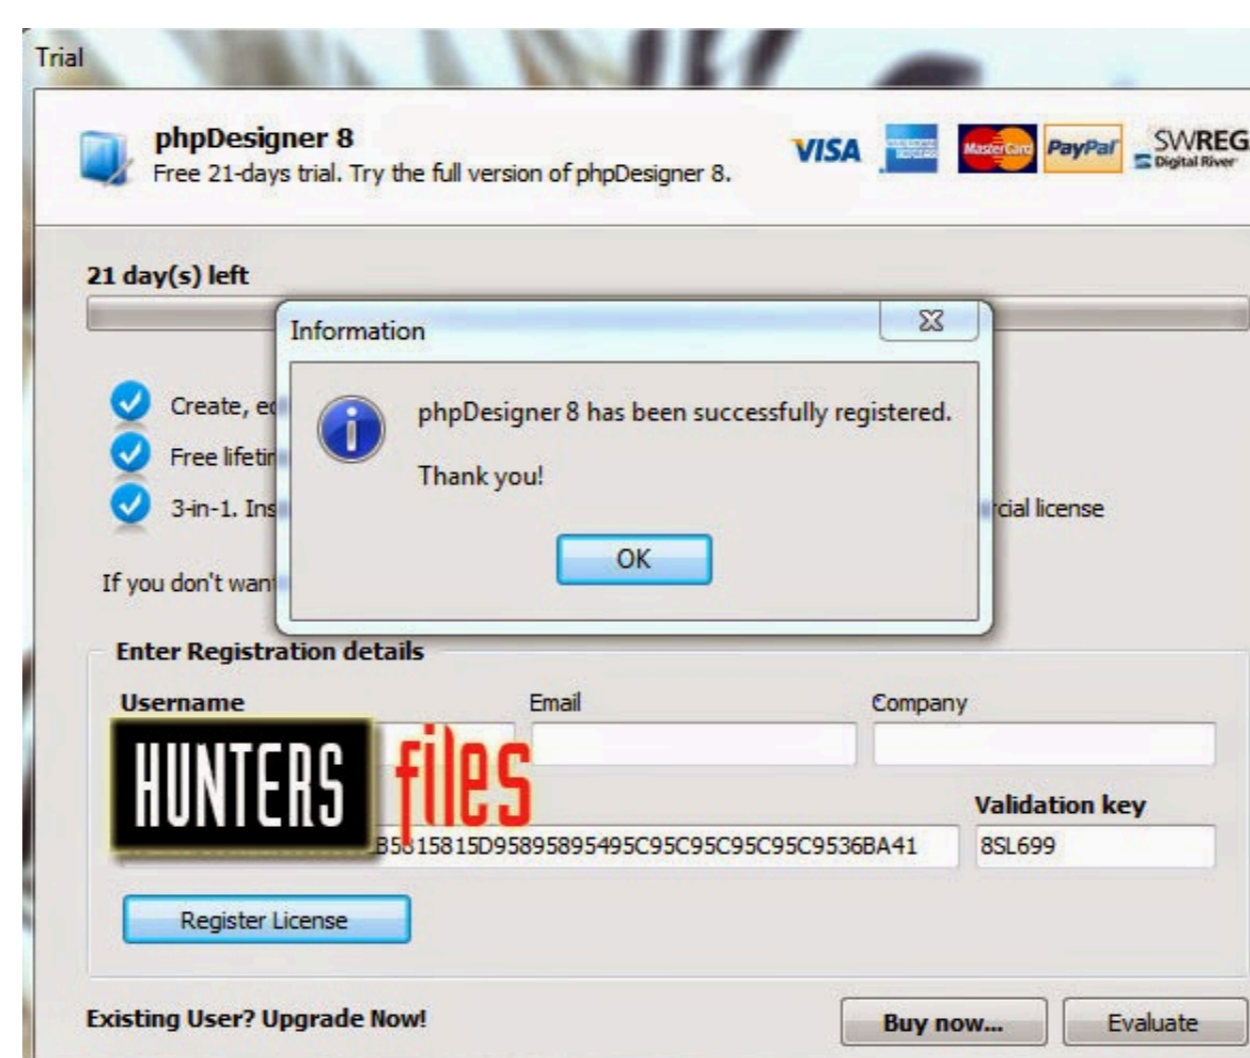 Trial
phpDesigner 8
Free 21-days trial. Try the full version of phpDesigner 8.
VISA
MasterCard
PayPal
SWREG
Digital River
21 day(s) left
Information
phpDesigner 8 has been successfully registered.
Thank you!
OK
Create,
Free
3-in-1.
rcial license
If you don't
Enter Registration details
Username
Email
Company
HUNTERS files
Validation key
B5815815D95895895495C95C95C95C95C9536BA41
8SL699
Register License
Existing User? Upgrade Now!
Buy now...
Evaluate